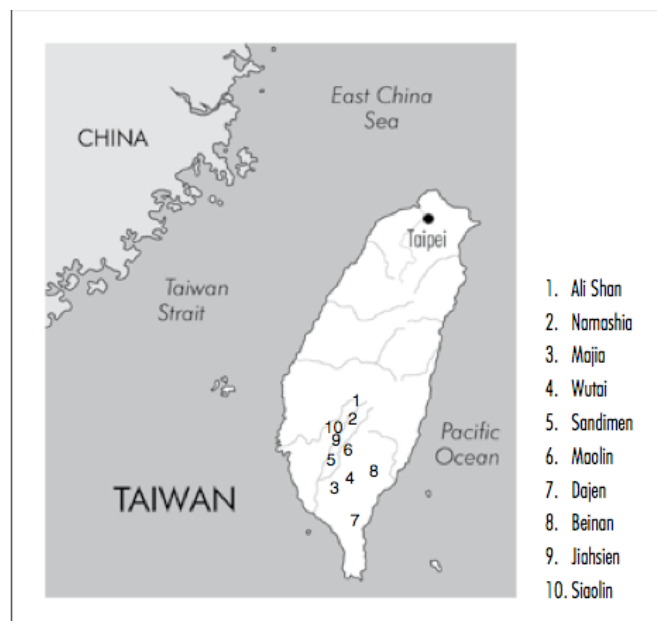 East China
Sea
CHINA
Taipei
Taiwan
Strait
1
2
10
9
6
5
8
4
3
7
Pacific
Ocean
TAIWAN
1. Ali Shan
2. Namashia
3. Majia
4. Wutai
5. Sandimen
6. Maolin
7. Dajen
8. Beinan
9. Jiahsien
10. Siaolin